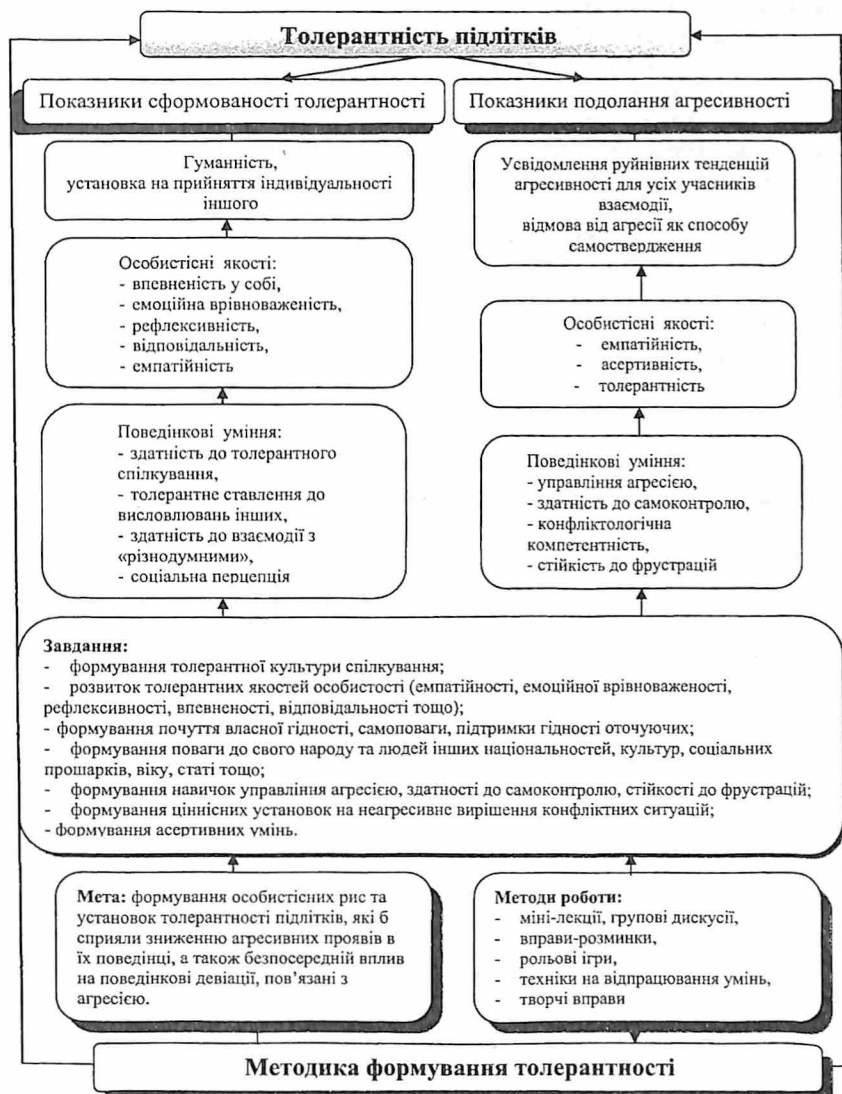 Толерантність підлітків
Показники сформованості толерантності
Показники подолання агресивності
Гуманність,
установка на прийняття індивідуальності
іншого
Усвідомлення руйнівних тенденцій
агресивності для усіх учасників
взаємодії,
відмова від агресії як способу
самоствердження
Особистісні якості:
- впевненість у собі,
- емоційна врівноваженість,
- рефлексивність,
- відповідальність,
- емпатійність
Особистісні якості:
- емпатійність,
- асертивність,
- толерантність
Поведінкові уміння:
- здатність до толерантного
спілкування,
- толерантне ставлення до
висловлювань інших,
- здатність до взаємодії з
«різнодумними»,
- соціальна перцепція
Поведінкові уміння:
- управління агресією,
- здатність до самоконтролю,
- конфліктологічна
компетентність,
- стійкість до фрустрацій
Завдання:
- формування толерантної культури спілкування;
- розвиток толерантних якостей особистості (емпатійності, емоційної врівноваженості,
рефлексивності, впевненості, відповідальності тощо);
- формування почуття власної гідності, самоповаги, підтримки гідності оточуючих;
- формування поваги до свого народу та людей інших національностей, культур, соціальних
прошарків, віку, статі тощо;
- формування навичок управління агресією, здатності до самоконтролю, стійкості до фрустрацій;
- формування ціннісних установок на неагресивне вирішення конфліктних ситуацій;
- формування асертивних умінь.
Мета: формування особистісних рис та
установок толерантності підлітків, які б
сприяли зниженню агресивних проявів в
їх поведінці, а також безпосередній вплив
на поведінкові девіації, пов’язані з
агресією.
Методи роботи:
- міні-лекції, групові дискусії,
- вправи-розминки,
- рольові ігри,
- техніки на відпрацювання умінь,
- творчі вправи
Методика формування толерантності